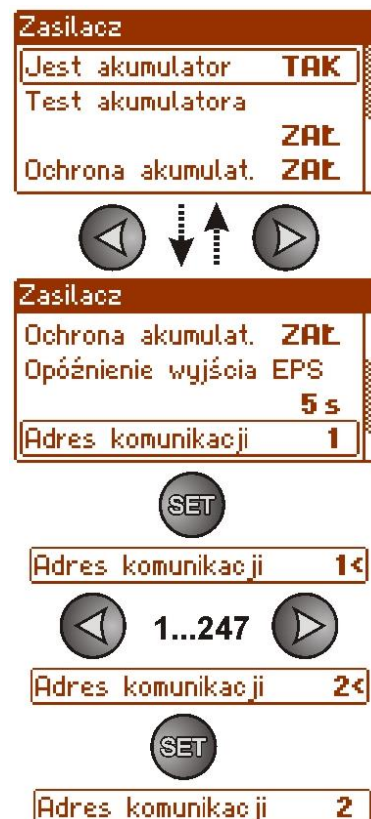 Zasilacz
Jest akumulator TAK
Test akumulatora
ZAŁ
Ochrona akumulat. ZAŁ
Zasilacz
Ochrona akumulat. ZAŁ
Opóźnienie wyjścia EPS
5 s
Adres komunikacji 1
SET
Adres komunikacji 1<
1...247
Adres komunikacji 2<
SET
Adres komunikacji 2